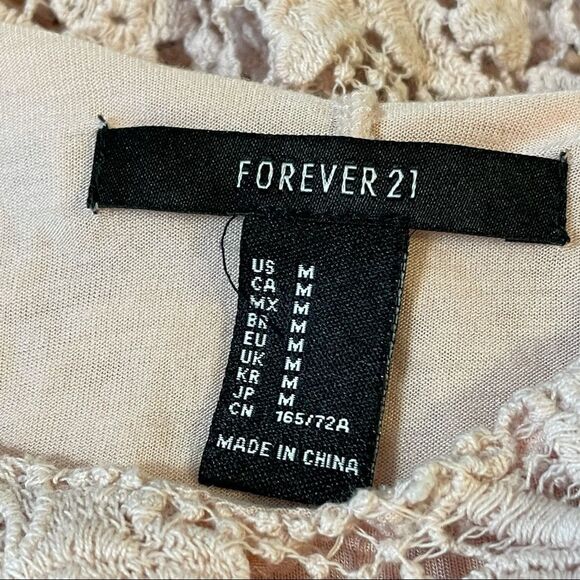 FOREVER 21
US M
CA M
MX M
BR M
EU M
UK M
KR M
JP M
CN 165/72A
MADE IN CHINA